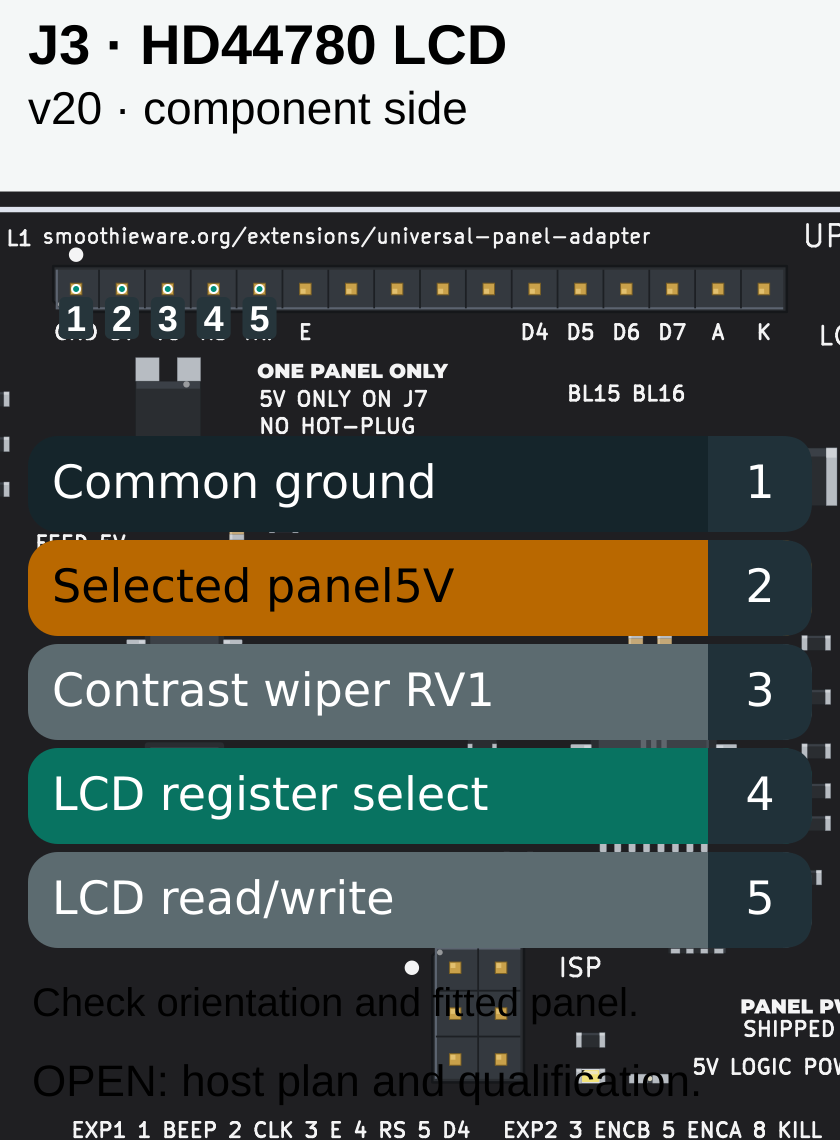 J3 · HD44780 LCD
v20 · component side
L1 smoothieware.org/extensions/universal-panel-adapter
1 2 3 4 5
E D4 D5 D6 D7 A K
ONE PANEL ONLY
5V ONLY ON J7
NO HOT-PLUG
BL15 BL16
Common ground 1
Selected panel5V 2
Contrast wiper RV1 3
LCD register select 4
LCD read/write 5
ISP
Check orientation and fitted panel.
SHIPPED
5V LOGIC
OPEN: host plan and qualification.
EXP1 1 BEEP 2 CLK 3 E 4 RS 5 D4 EXP2 3 ENCB 5 ENCA 8 KILL